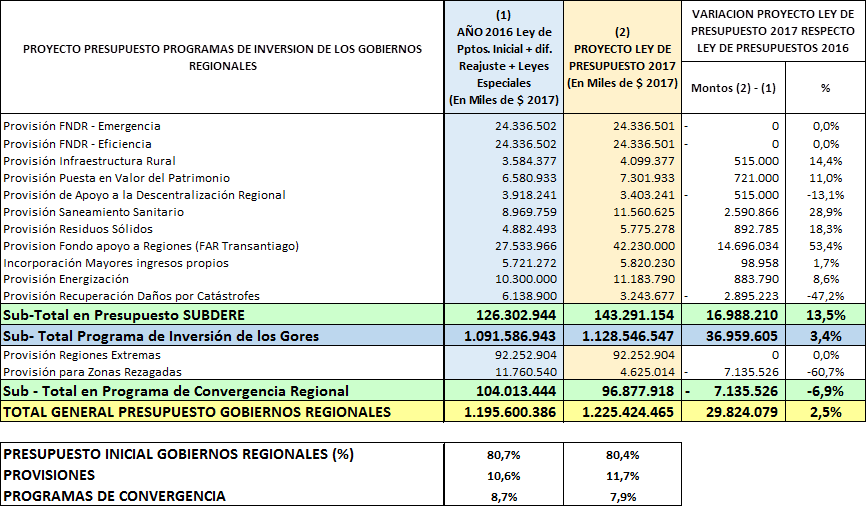 PROYECTO PRESUPUESTO PROGRAMAS DE INVERSION DE LOS GOBIERNOS
REGIONALES
(1)
AÑO 2016 Ley de
Pptos. Inicial + dif.
Reajuste + Leyes
Especiales
(En Miles de $ 2017)
(2)
PROYECTO LEY DE
PRESUPUESTO 2017
(En Miles de $ 2017)
VARIACION PROYECTO LEY DE
PRESUPUESTO 2017 RESPECTO
LEY DE PRESUPUESTOS 2016
Montos (2) - (1) %
Provisión FNDR - Emergencia 24.336.502 24.336.501 - 0 0,0%
Provisión FNDR - Eficiencia 24.336.502 24.336.501 - 0 0,0%
Provisión Infraestructura Rural 3.584.377 4.099.377 515.000 14,4%
Provisión Puesta en Valor del Patrimonio 6.580.933 7.301.933 721.000 11,0%
Provisión de Apoyo a la Descentralización Regional 3.918.241 3.403.241 - 515.000 -13,1%
Provisión Saneamiento Sanitario 8.969.759 11.560.625 2.590.866 28,9%
Provisión Residuos Sólidos 4.882.493 5.775.278 892.785 18,3%
Provision Fondo apoyo a Regiones (FAR Transantiago) 27.533.966 42.230.000 14.696.034 53,4%
Incorporación Mayores ingresos propios 5.721.272 5.820.230 98.958 1,7%
Provisión Energización 10.300.000 11.183.790 883.790 8,6%
Provisión Recuperación Daños por Catástrofes 6.138.900 3.243.677 - 2.895.223 -47,2%
Sub-Total en Presupuesto SUBDERE 126.302.944 143.291.154 16.988.210 13,5%
Sub- Total Programa de Inversión de los Gores 1.091.586.943 1.128.546.547 36.959.605 3,4%
Provisión Regiones Extremas 92.252.904 92.252.904 0 0,0%
Provisión para Zonas Rezagadas 11.760.540 4.625.014 - 7.135.526 -60,7%
Sub - Total en Programa de Convergencia Regional 104.013.444 96.877.918 - 7.135.526 -6,9%
TOTAL GENERAL PRESUPUESTO GOBIERNOS REGIONALES 1.195.600.386 1.225.424.465 29.824.079 2,5%
PRESUPUESTO INICIAL GOBIERNOS REGIONALES (%) 80,7% 80,4%
PROVISIONES 10,6% 11,7%
PROGRAMAS DE CONVERGENCIA 8,7% 7,9%